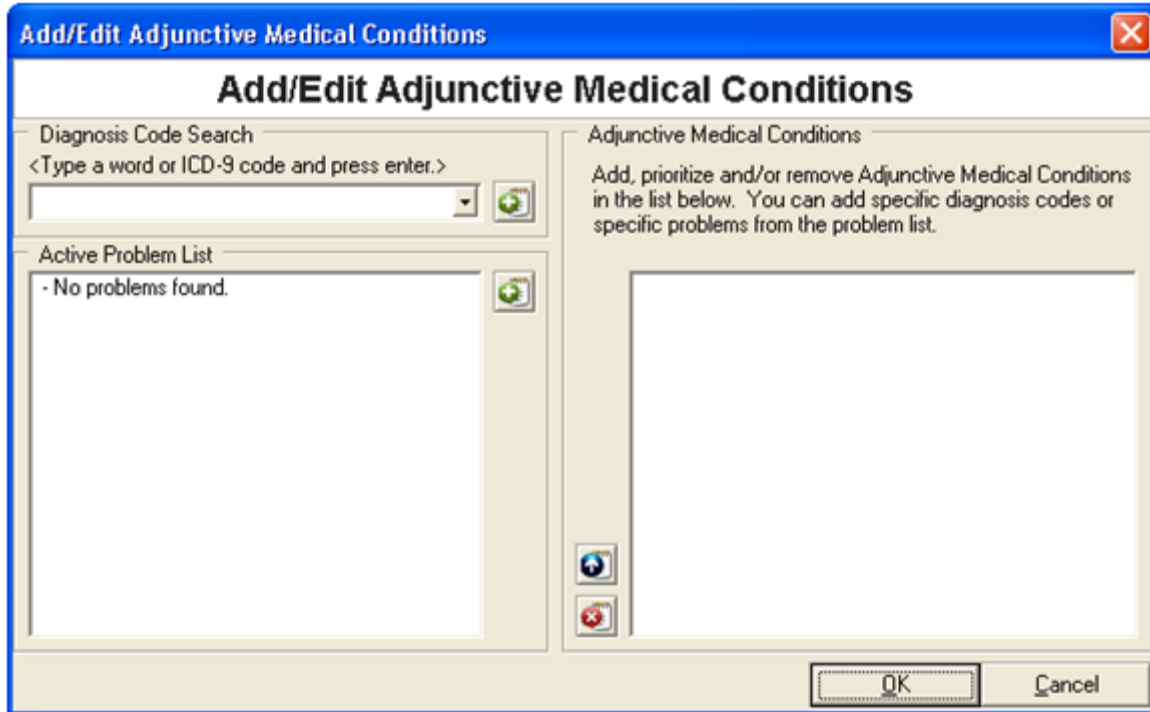 Add/Edit Adjunctive Medical Conditions
Add/Edit Adjunctive Medical Conditions
Diagnosis Code Search
<Type a word or ICD-9 code and press enter.>
Active Problem List
- No problems found.
Adjunctive Medical Conditions
Add, prioritize and/or remove Adjunctive Medical Conditions
in the list below. You can add specific diagnosis codes or
specific problems from the problem list.
OK
Cancel